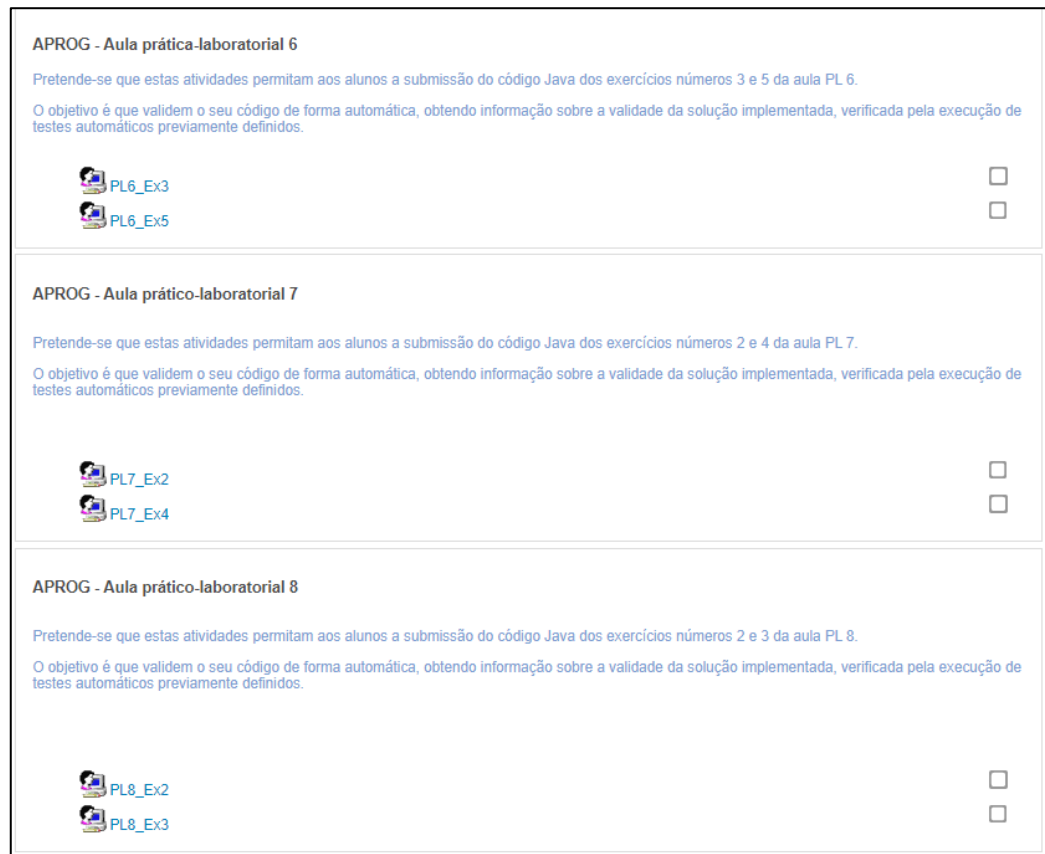 APROG - Aula prática-laboratorial 6
Pretende-se que estas atividades permitam aos alunos a submissão do código Java dos exercícios números 3 e 5 da aula PL 6.
O objetivo é que validem o seu código de forma automática, obtendo informação sobre a validade da solução implementada, verificada pela execução de
testes automáticos previamente definidos.
PL6_Ex3
PL6_Ex5
APROG - Aula prático-laboratorial 7
Pretende-se que estas atividades permitam aos alunos a submissão do código Java dos exercícios números 2 e 4 da aula PL 7.
O objetivo é que validem o seu código de forma automática, obtendo informação sobre a validade da solução implementada, verificada pela execução de
testes automáticos previamente definidos.
PL7_Ex2
PL7_Ex4
APROG - Aula prático-laboratorial 8
Pretende-se que estas atividades permitam aos alunos a submissão do código Java dos exercícios números 2 e 3 da aula PL 8.
O objetivo é que validem o seu código de forma automática, obtendo informação sobre a validade da solução implementada, verificada pela execução de
testes automáticos previamente definidos.
PL8_Ex2
PL8_Ex3